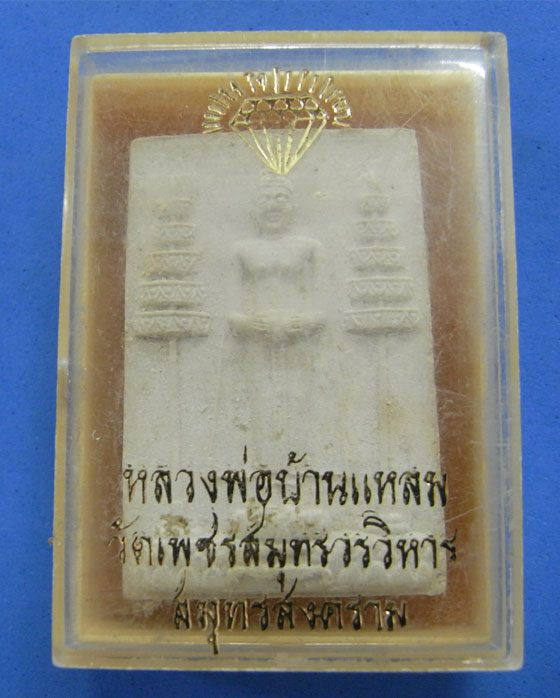 หลวงพ่อบ้านแหลม
วัดเพชรสมุทรวรวิหาร
สมุทรสงคราม